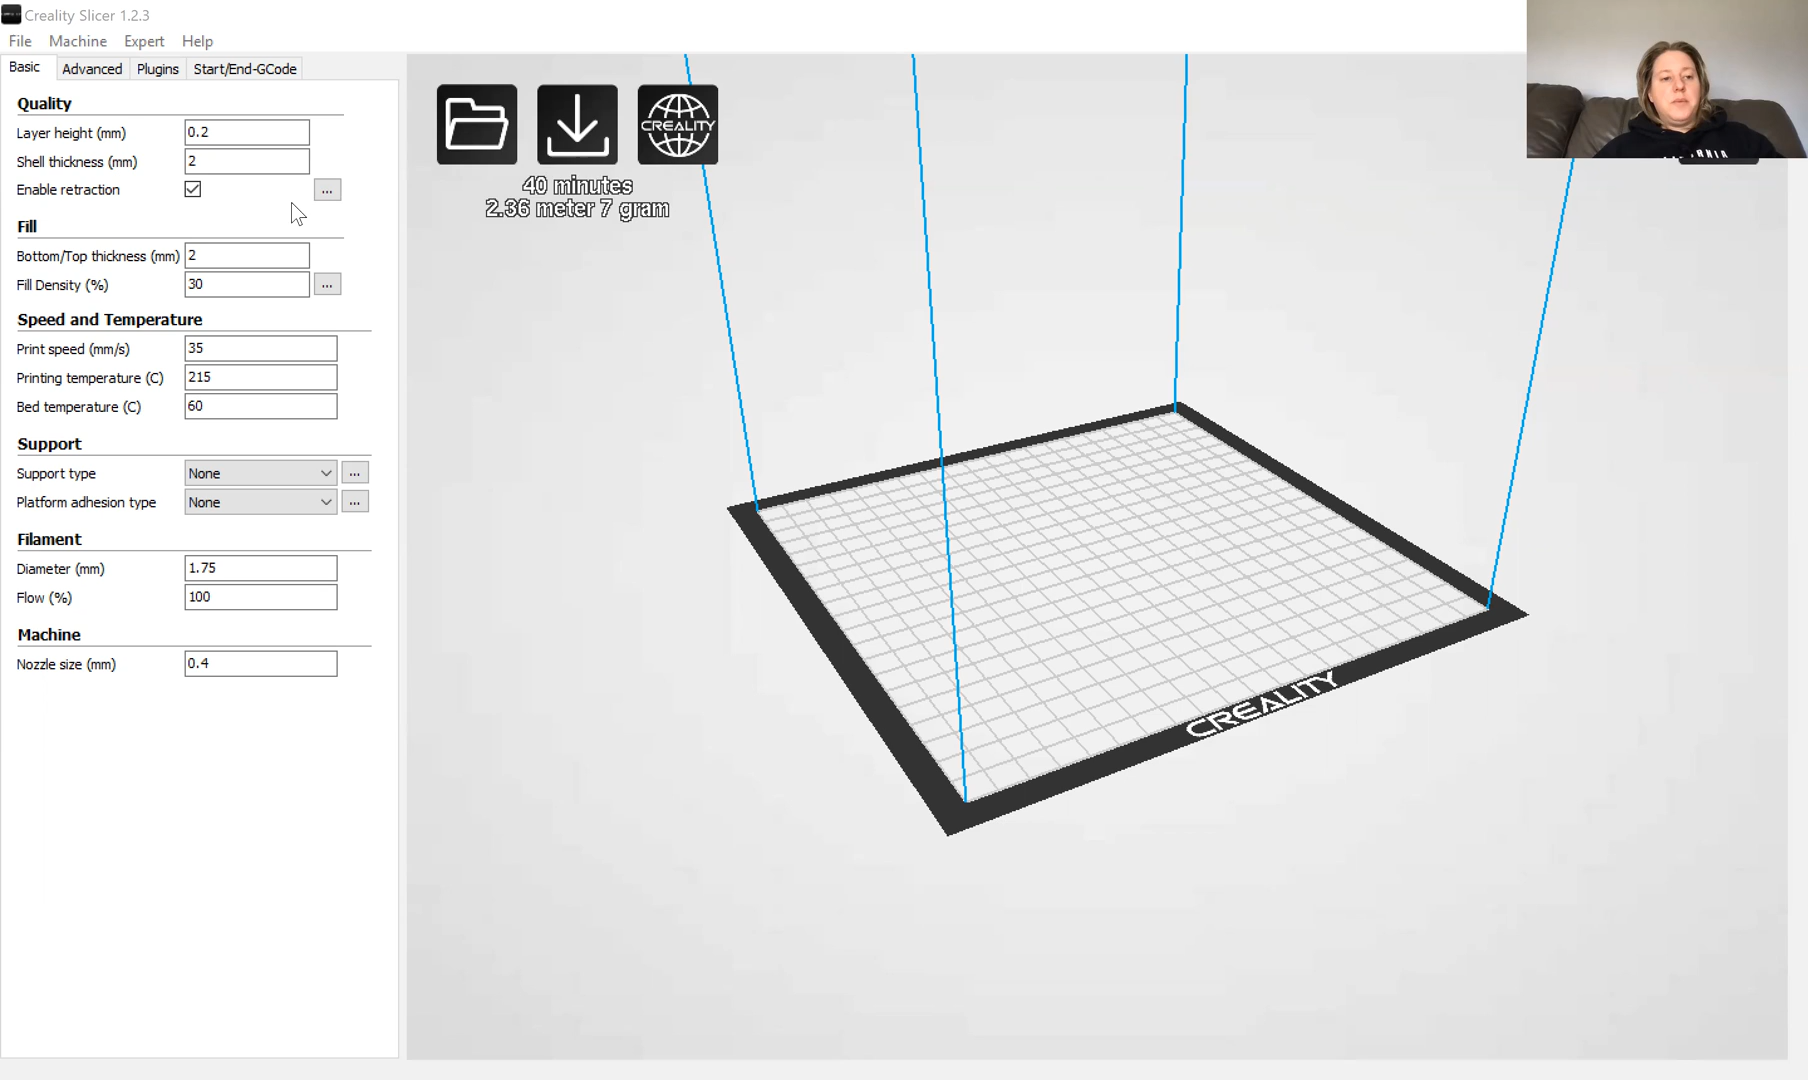 Creality Slicer 1.2.3
File Machine Expert Help
Basic Advanced Plugins Start/End-GCode
Quality
Layer height (mm) 0.2
Shell thickness (mm) 2
Enable retraction ...
Fill
Bottom/Top thickness (mm) 2
Fill Density (%) 30 ...
Speed and Temperature
Print speed (mm/s) 35
Printing temperature (C) 215
Bed temperature (C) 60
Support
Support type None ...
Platform adhesion type None ...
Filament
Diameter (mm) 1.75
Flow (%) 100
Machine
Nozzle size (mm) 0.4
CREALITY
40 minutes
2.36 meter 7 gram
CREALITY